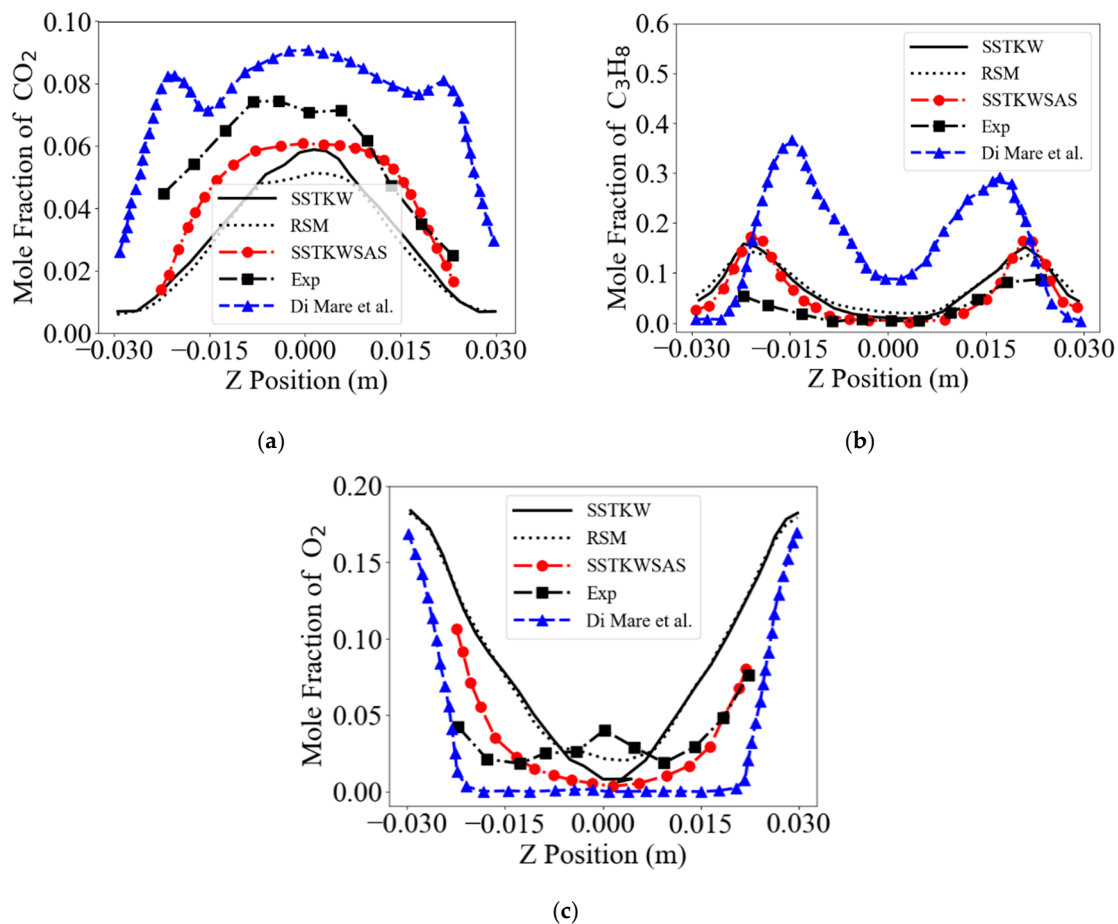 0.10
0.08
0.06
0.04
0.02
0.00
Mole Fraction of CO₂
SSTKW
RSM
SSTKWSAS
Exp
Di Mare et al.
−0.030 −0.015 0.000 0.015 0.030
Z Position (m)
(a)
0.6
0.5
0.4
0.3
0.2
0.1
0.0
Mole Fraction of C₃H₈
SSTKW
RSM
SSTKWSAS
Exp
Di Mare et al.
−0.030 −0.015 0.000 0.015 0.030
Z Position (m)
(b)
0.20
0.15
0.10
0.05
0.00
Mole Fraction of O₂
SSTKW
RSM
SSTKWSAS
Exp
Di Mare et al.
−0.030 −0.015 0.000 0.015 0.030
Z Position (m)
(c)